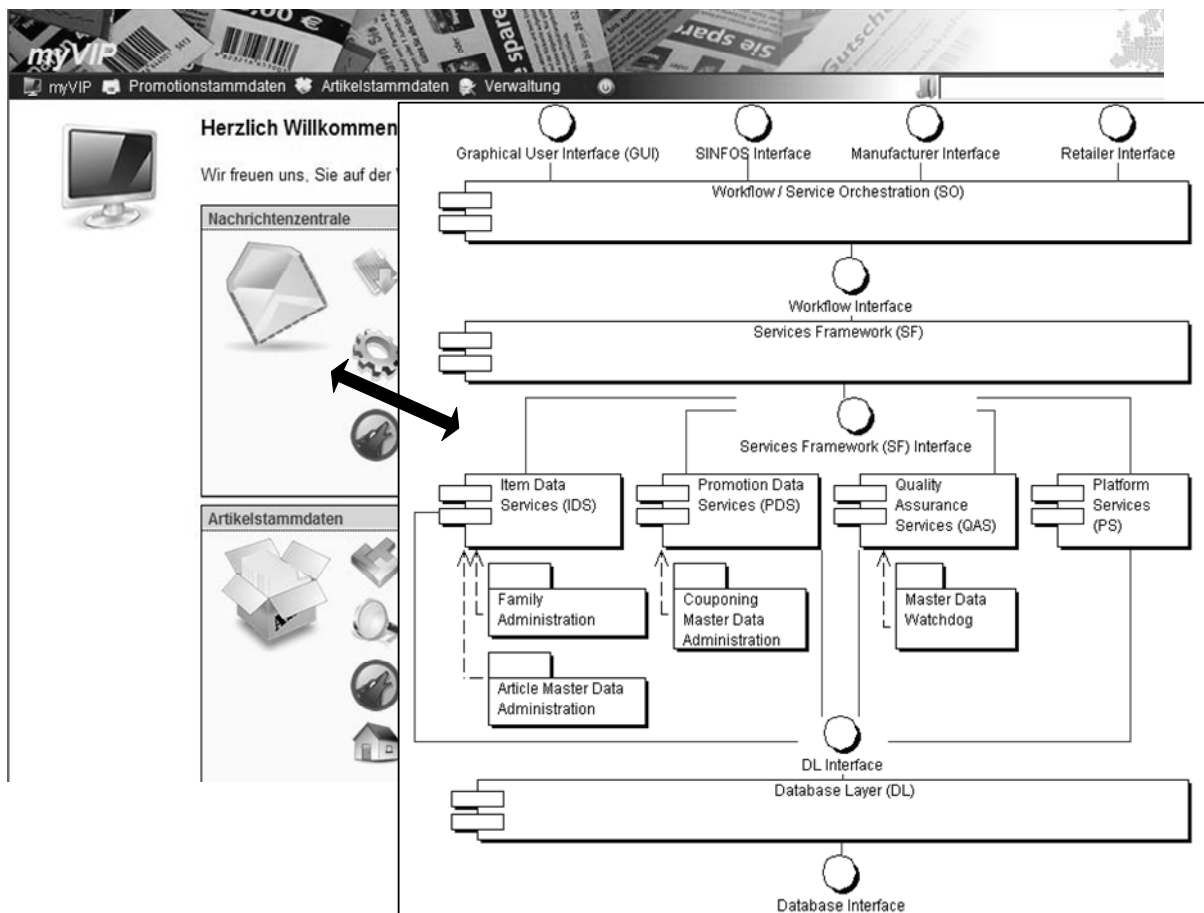 myVIP
myVIP Promotionstammdaten Artikelstammdaten Verwaltung
Herzlich Willkommen
Wir freuen uns, Sie auf der
Nachrichtenzentrale
Artikelstammdaten
Graphical User Interface (GUI) SINFOS Interface Manufacturer Interface Retailer Interface
Workflow / Service Orchestration (SO)
Workflow Interface
Services Framework (SF)
Services Framework (SF) Interface
Item Data
Services (IDS)
Promotion Data
Services (PDS)
Quality
Assurance
Services (QAS)
Platform
Services
(PS)
Family
Administration
Couponing
Master Data
Administration
Master Data
Watchdog
Article Master Data
Administration
DL Interface
Database Layer (DL)
Database Interface